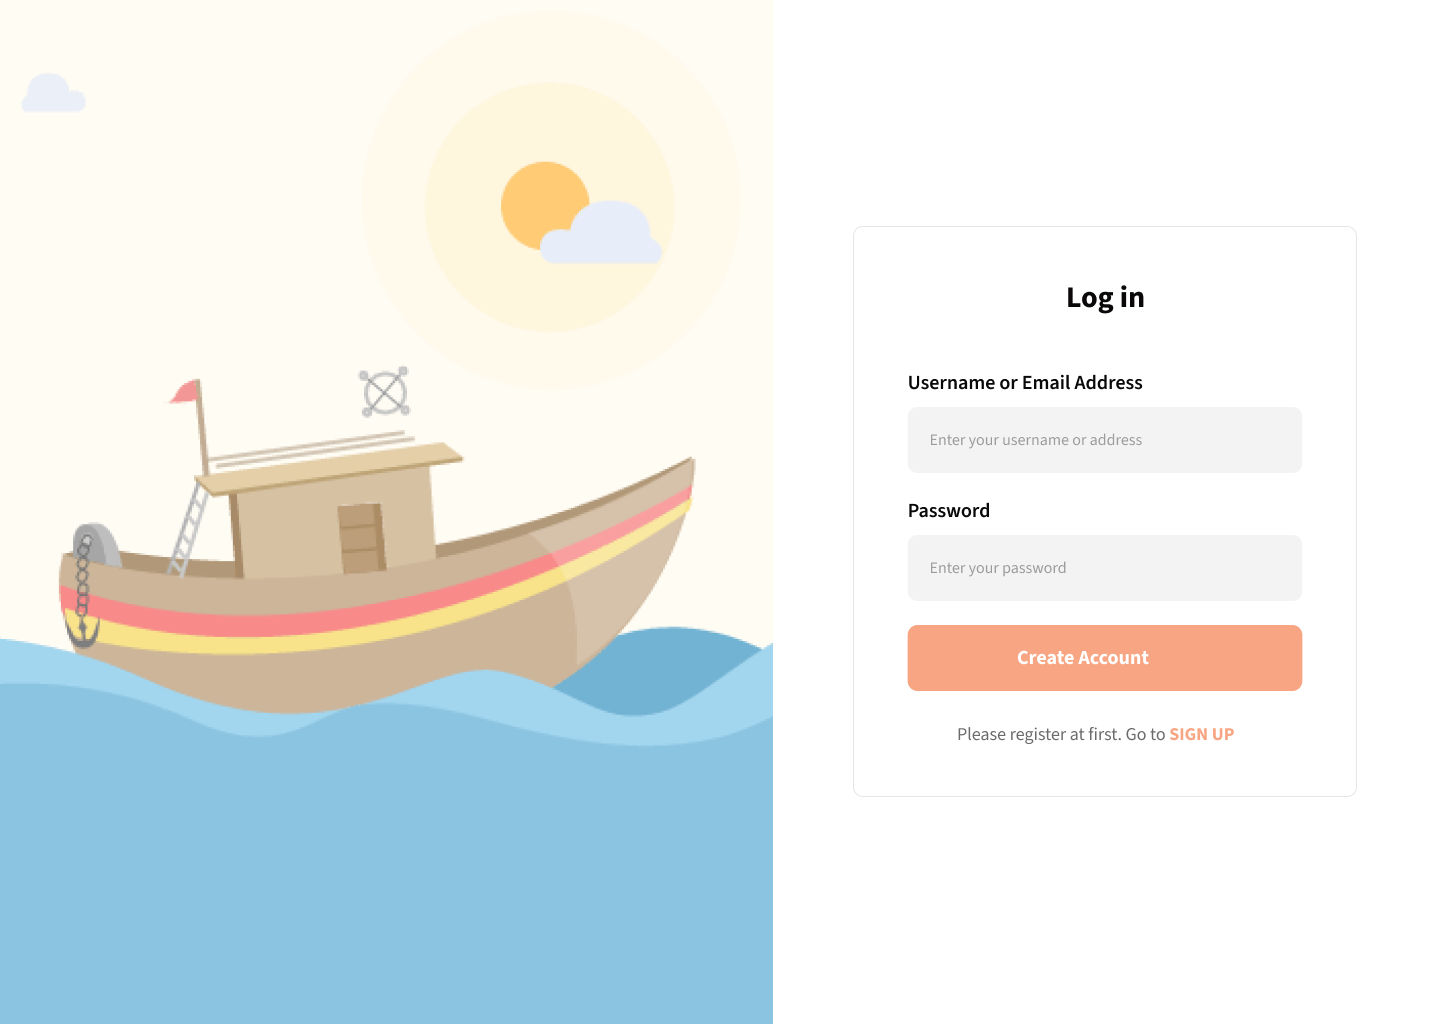 Log in
Username or Email Address
Enter your username or address
Password
Enter your password
Create Account
Please register at first. Go to SIGN UP